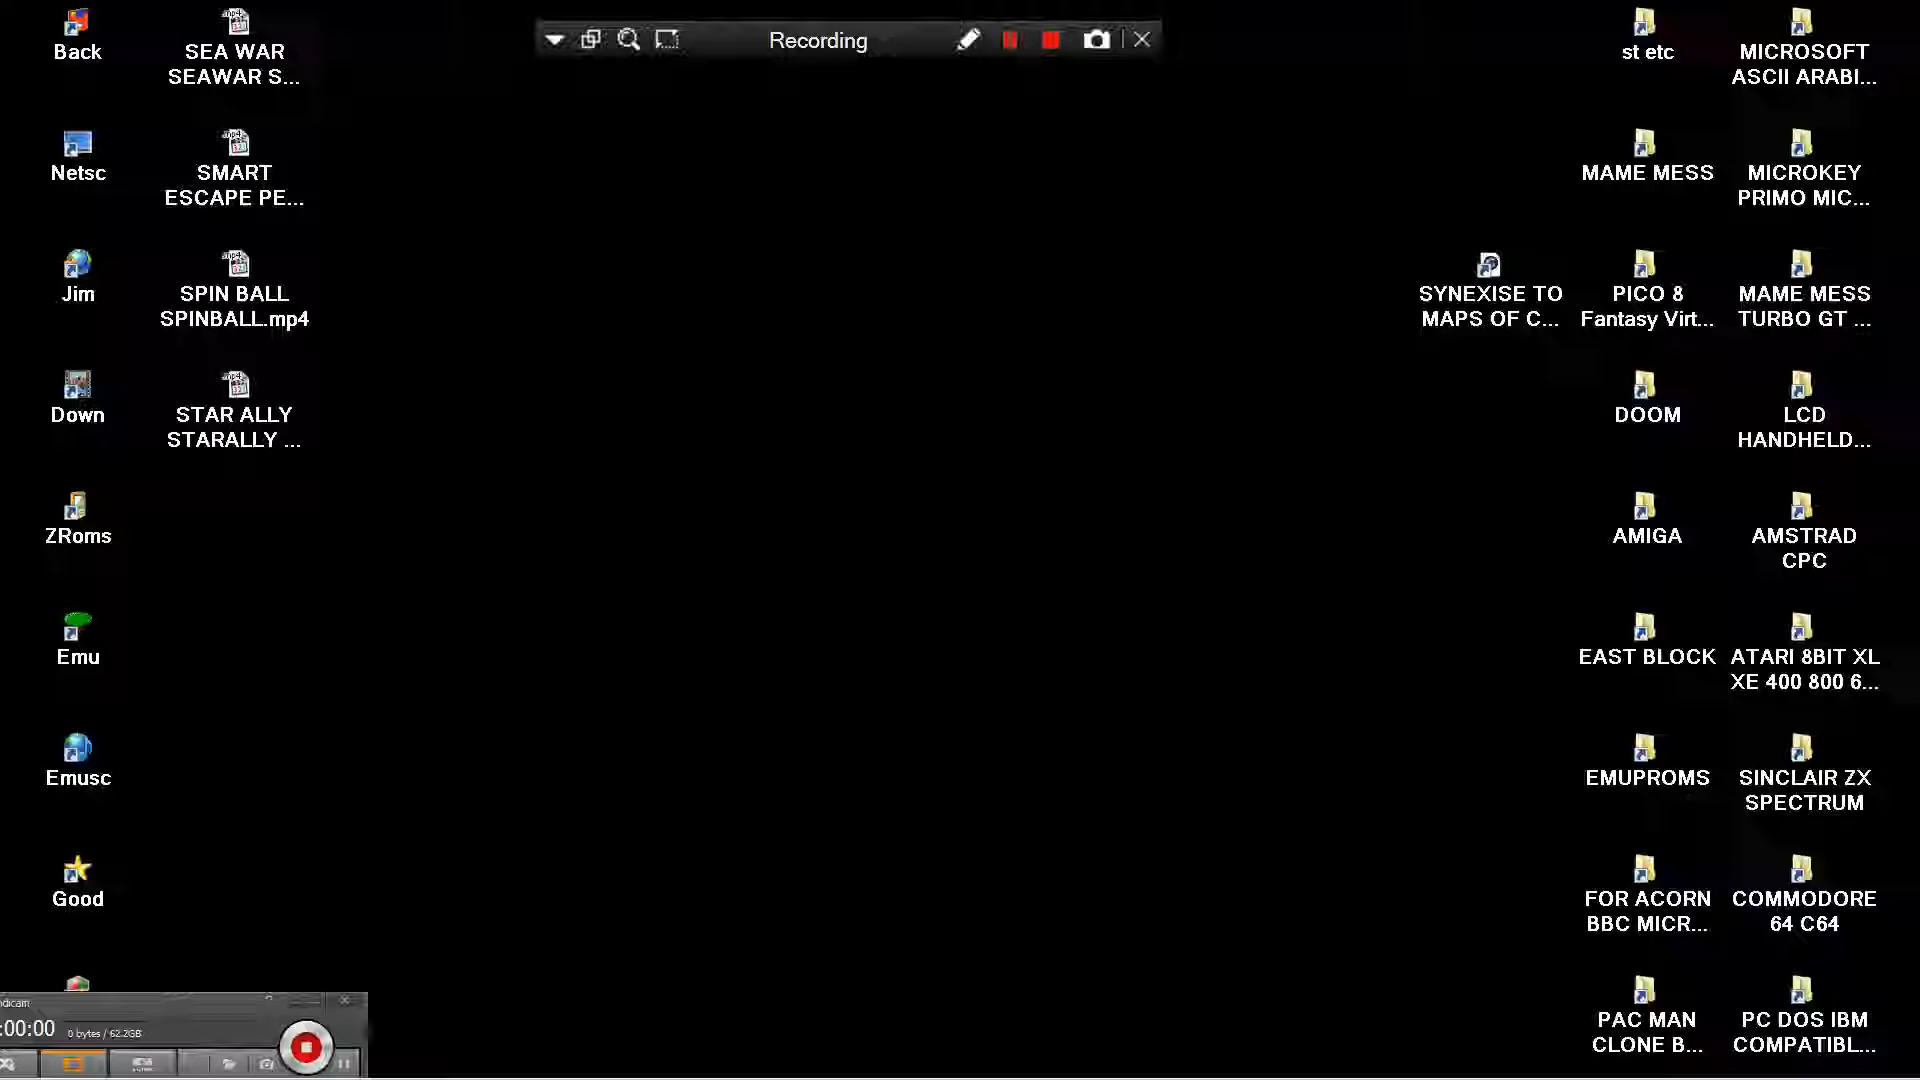 Recording
Back
Netsc
Jim
Down
ZRoms
Emu
Emusc
Good
SEA WAR
SEAWAR S...
SMART
ESCAPE PE...
SPIN BALL
SPINBALL.mp4
STAR ALLY
STARALLY ...
SYNEXISE TO
MAPS OF C...
st etc
MAME MESS
PICO 8
Fantasy Virt...
DOOM
AMIGA
EAST BLOCK
EMUPROMS
FOR ACORN
BBC MICR...
PAC MAN
CLONE B...
MICROSOFT
ASCII ARABI...
MICROKEY
PRIMO MIC...
MAME MESS
TURBO GT ...
LCD
HANDHELD...
AMSTRAD
CPC
ATARI 8BIT XL
XE 400 800 6...
SINCLAIR ZX
SPECTRUM
COMMODORE
64 C64
PC DOS IBM
COMPATIBL...
ndicam
:00:00
0 bytes / 62.2GB